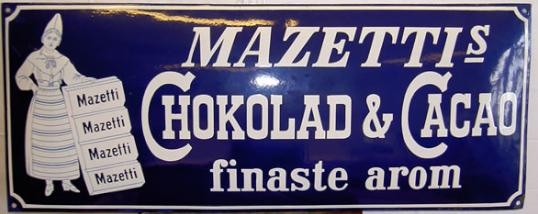 MAZETTIS
CHOKOLAD & CACAO
finaste arom
Mazetti
Mazetti
Mazetti
Mazetti